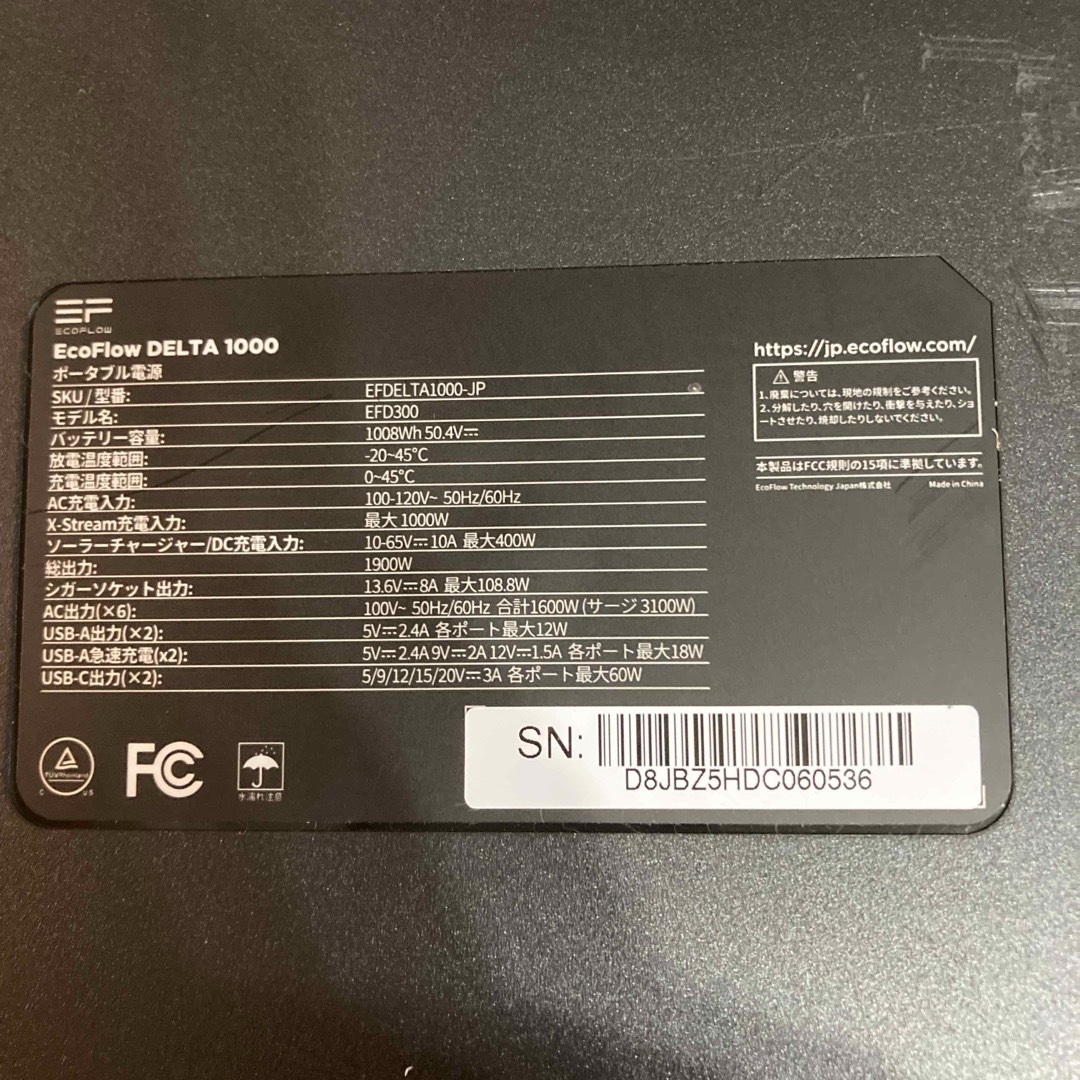 EF
ECOFLOW
EcoFlow DELTA 1000
ポータブル電源
SKU/型番: EFDELTA1000-JP
モデル名: EFD300
バッテリー容量: 1008Wh 50.4V⎓
放電温度範囲: -20~45°C
充電温度範囲: 0~45°C
AC充電入力: 100-120V~ 50Hz/60Hz
X-Stream充電入力: 最大 1000W
ソーラーチャージャー/DC充電入力: 10-65V⎓10A 最大400W
総出力: 1900W
シガーソケット出力: 13.6V⎓8A 最大108.8W
AC出力(×6): 100V~ 50Hz/60Hz 合計1600W (サージ 3100W)
USB-A出力(×2): 5V⎓2.4A 各ポート最大12W
USB-A急速充電(x2): 5V⎓2.4A 9V⎓2A 12V⎓1.5A 各ポート最大18W
USB-C出力(×2): 5/9/12/15/20V⎓3A 各ポート最大60W
https://jp.ecoflow.com/
警告
1、廃棄については、現地の規制をご参考ください。
2、分解したり、穴を開けたり、衝撃を与えたり、ショ
ートさせたり、焼却したりしないでください。
本製品はFCC規則の15項に準拠しています。
EcoFlow Technology Japan株式会社 Made in China
TÜVRheinland
C US
FC
水濡れ注意
SN:
D8JBZ5HDC060536